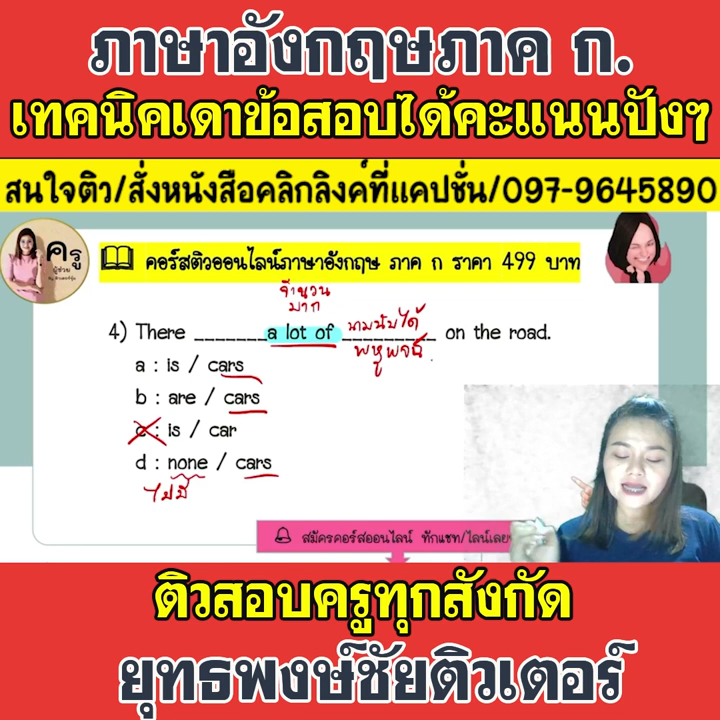 ภาษาอังกฤษภาค ก.
เทคนิคเดาข้อสอบได้คะแนนปังๆ
สนใจติว/สั่งหนังสือคลิกลิงค์ที่แคปชั่น/097-9645890
ครู
ผู้ช่วย
คอร์สติวออนไลน์ภาษาอังกฤษ ภาค ก ราคา 499 บาท
จำนวน
มาก
นามนับได้
พหูพจน์
4) There _______a lot of _________ on the road.
a : is / cars
b : are / cars
c : is / car
d : none / cars
ไม่มี
สมัครคอร์สออนไลน์ ทักแชท/ไลน์เลย
ติวสอบครูทุกสังกัด
ยุทธพงษ์ชัยติวเตอร์